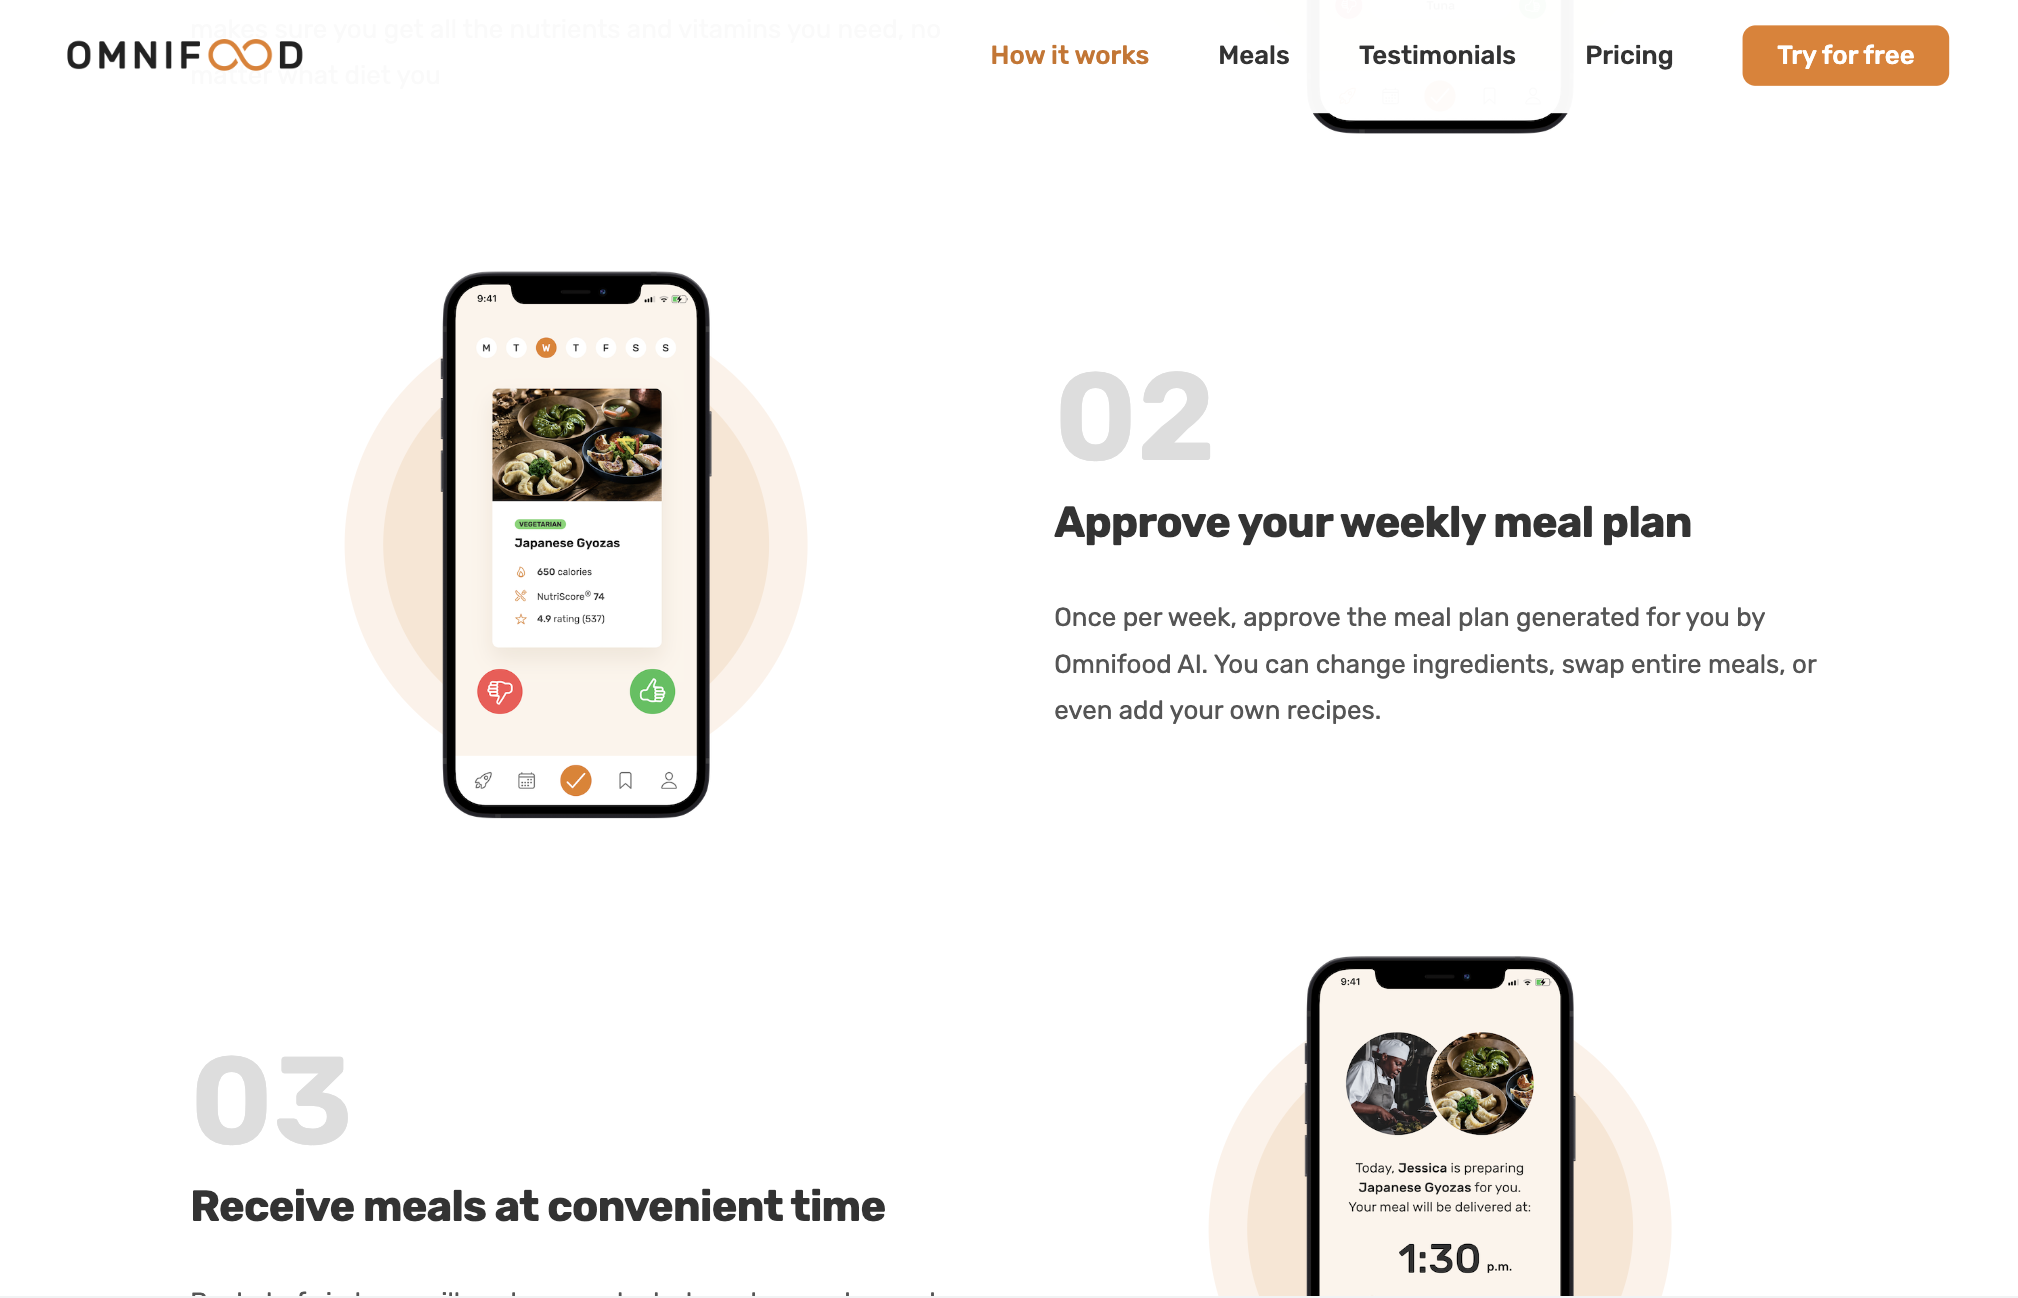 makes sure you get all the nutrients and vitamins you need, no
matter what diet you
OMNIFOOD
How it works
Meals
Testimonials
Pricing
Try for free
9:41
M T W T F S S
VEGETARIAN
Japanese Gyozas
650 calories
NutriScore® 74
4.9 rating (537)
02
Approve your weekly meal plan
Once per week, approve the meal plan generated for you by
Omnifood AI. You can change ingredients, swap entire meals, or
even add your own recipes.
03
Receive meals at convenient time
9:41
Today, Jessica is preparing
Japanese Gyozas for you.
Your meal will be delivered at:
1:30 p.m.